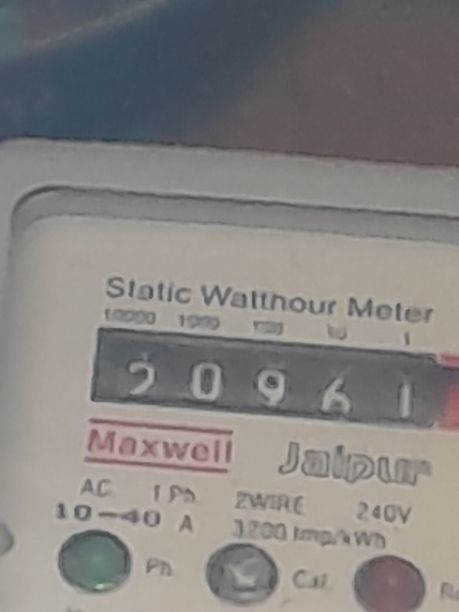 Static Watthour Meter
10000 1000 100 10 1
20961
Maxwell Jaipur
AC 1 Ph. 2WIRE 240V
10-40 A 3200 Imp/kWh
Ph. Cal.